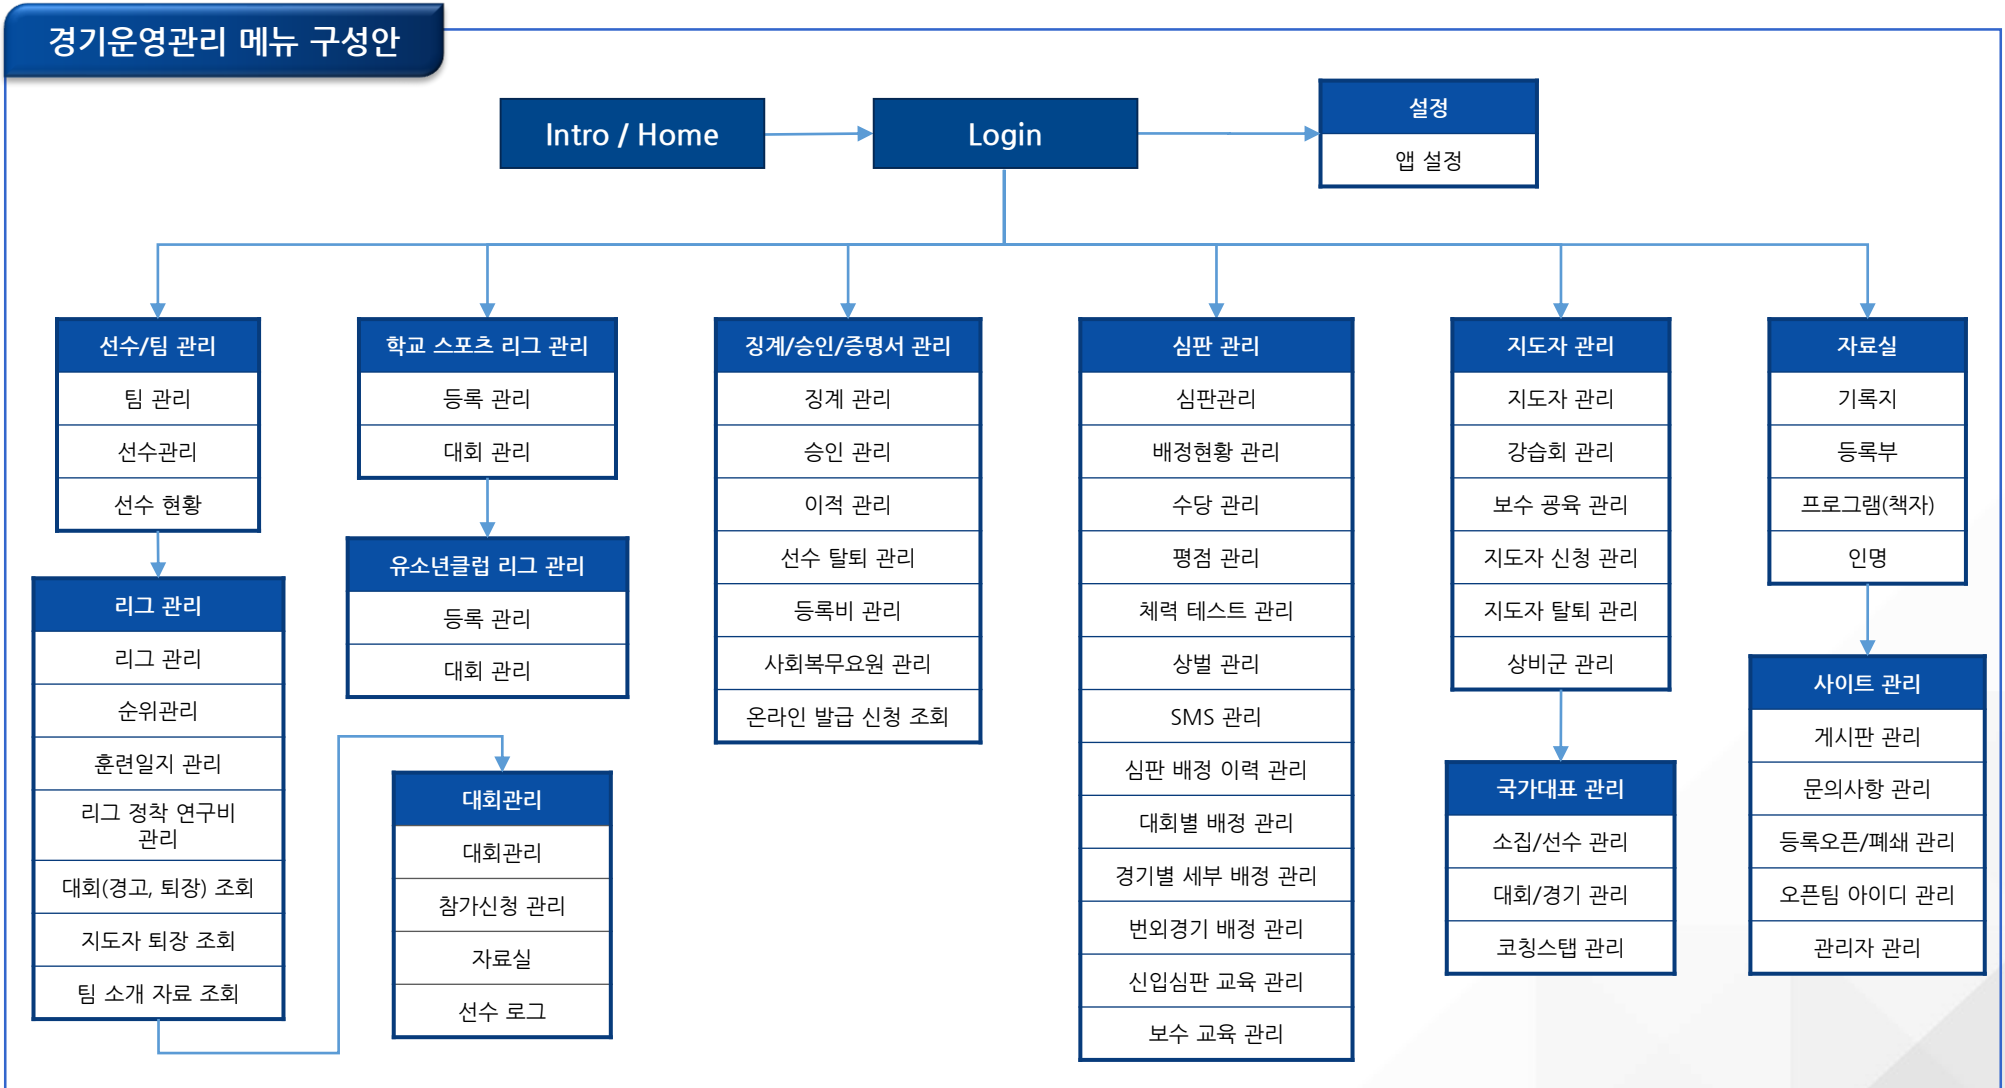 경기운영관리 메뉴 구성안
Intro / Home
Login
설정
앱 설정
선수/팀 관리
팀 관리
선수관리
선수 현황
리그 관리
리그 관리
순위관리
훈련일지 관리
리그 정착 연구비
관리
대회(경고, 퇴장) 조회
지도자 퇴장 조회
팀 소개 자료 조회
학교 스포츠 리그 관리
등록 관리
대회 관리
유소년클럽 리그 관리
등록 관리
대회 관리
대회관리
대회관리
참가신청 관리
자료실
선수 로그
징계/승인/증명서 관리
징계 관리
승인 관리
이적 관리
선수 탈퇴 관리
등록비 관리
사회복무요원 관리
온라인 발급 신청 조회
심판 관리
심판관리
배정현황 관리
수당 관리
평점 관리
체력 테스트 관리
상벌 관리
SMS 관리
심판 배정 이력 관리
대회별 배정 관리
경기별 세부 배정 관리
번외경기 배정 관리
신입심판 교육 관리
보수 교육 관리
지도자 관리
지도자 관리
강습회 관리
보수 굥육 관리
지도자 신청 관리
지도자 탈퇴 관리
상비군 관리
국가대표 관리
소집/선수 관리
대회/경기 관리
코칭스탭 관리
자료실
기록지
등록부
프로그램(책자)
인명
사이트 관리
게시판 관리
문의사항 관리
등록오픈/폐쇄 관리
오픈팀 아이디 관리
관리자 관리